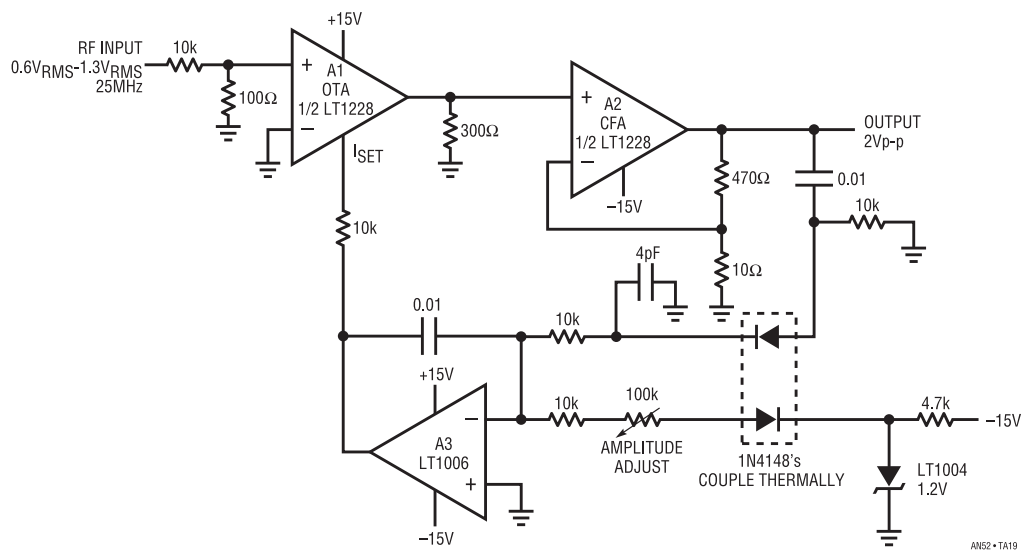 +15V
RF INPUT
0.6VRMS-1.3VRMS
25MHz
10k
100Ω
+
–
A1
OTA
1/2 LT1228
ISET
300Ω
+
–
A2
CFA
1/2 LT1228
–15V
OUTPUT
2Vp-p
470Ω
0.01
10k
10k
10Ω
4pF
0.01
10k
+15V
–
+
A3
LT1006
–15V
10k
100k
AMPLITUDE
ADJUST
1N4148's
COUPLE THERMALLY
4.7k
–15V
LT1004
1.2V
AN52 • TA19